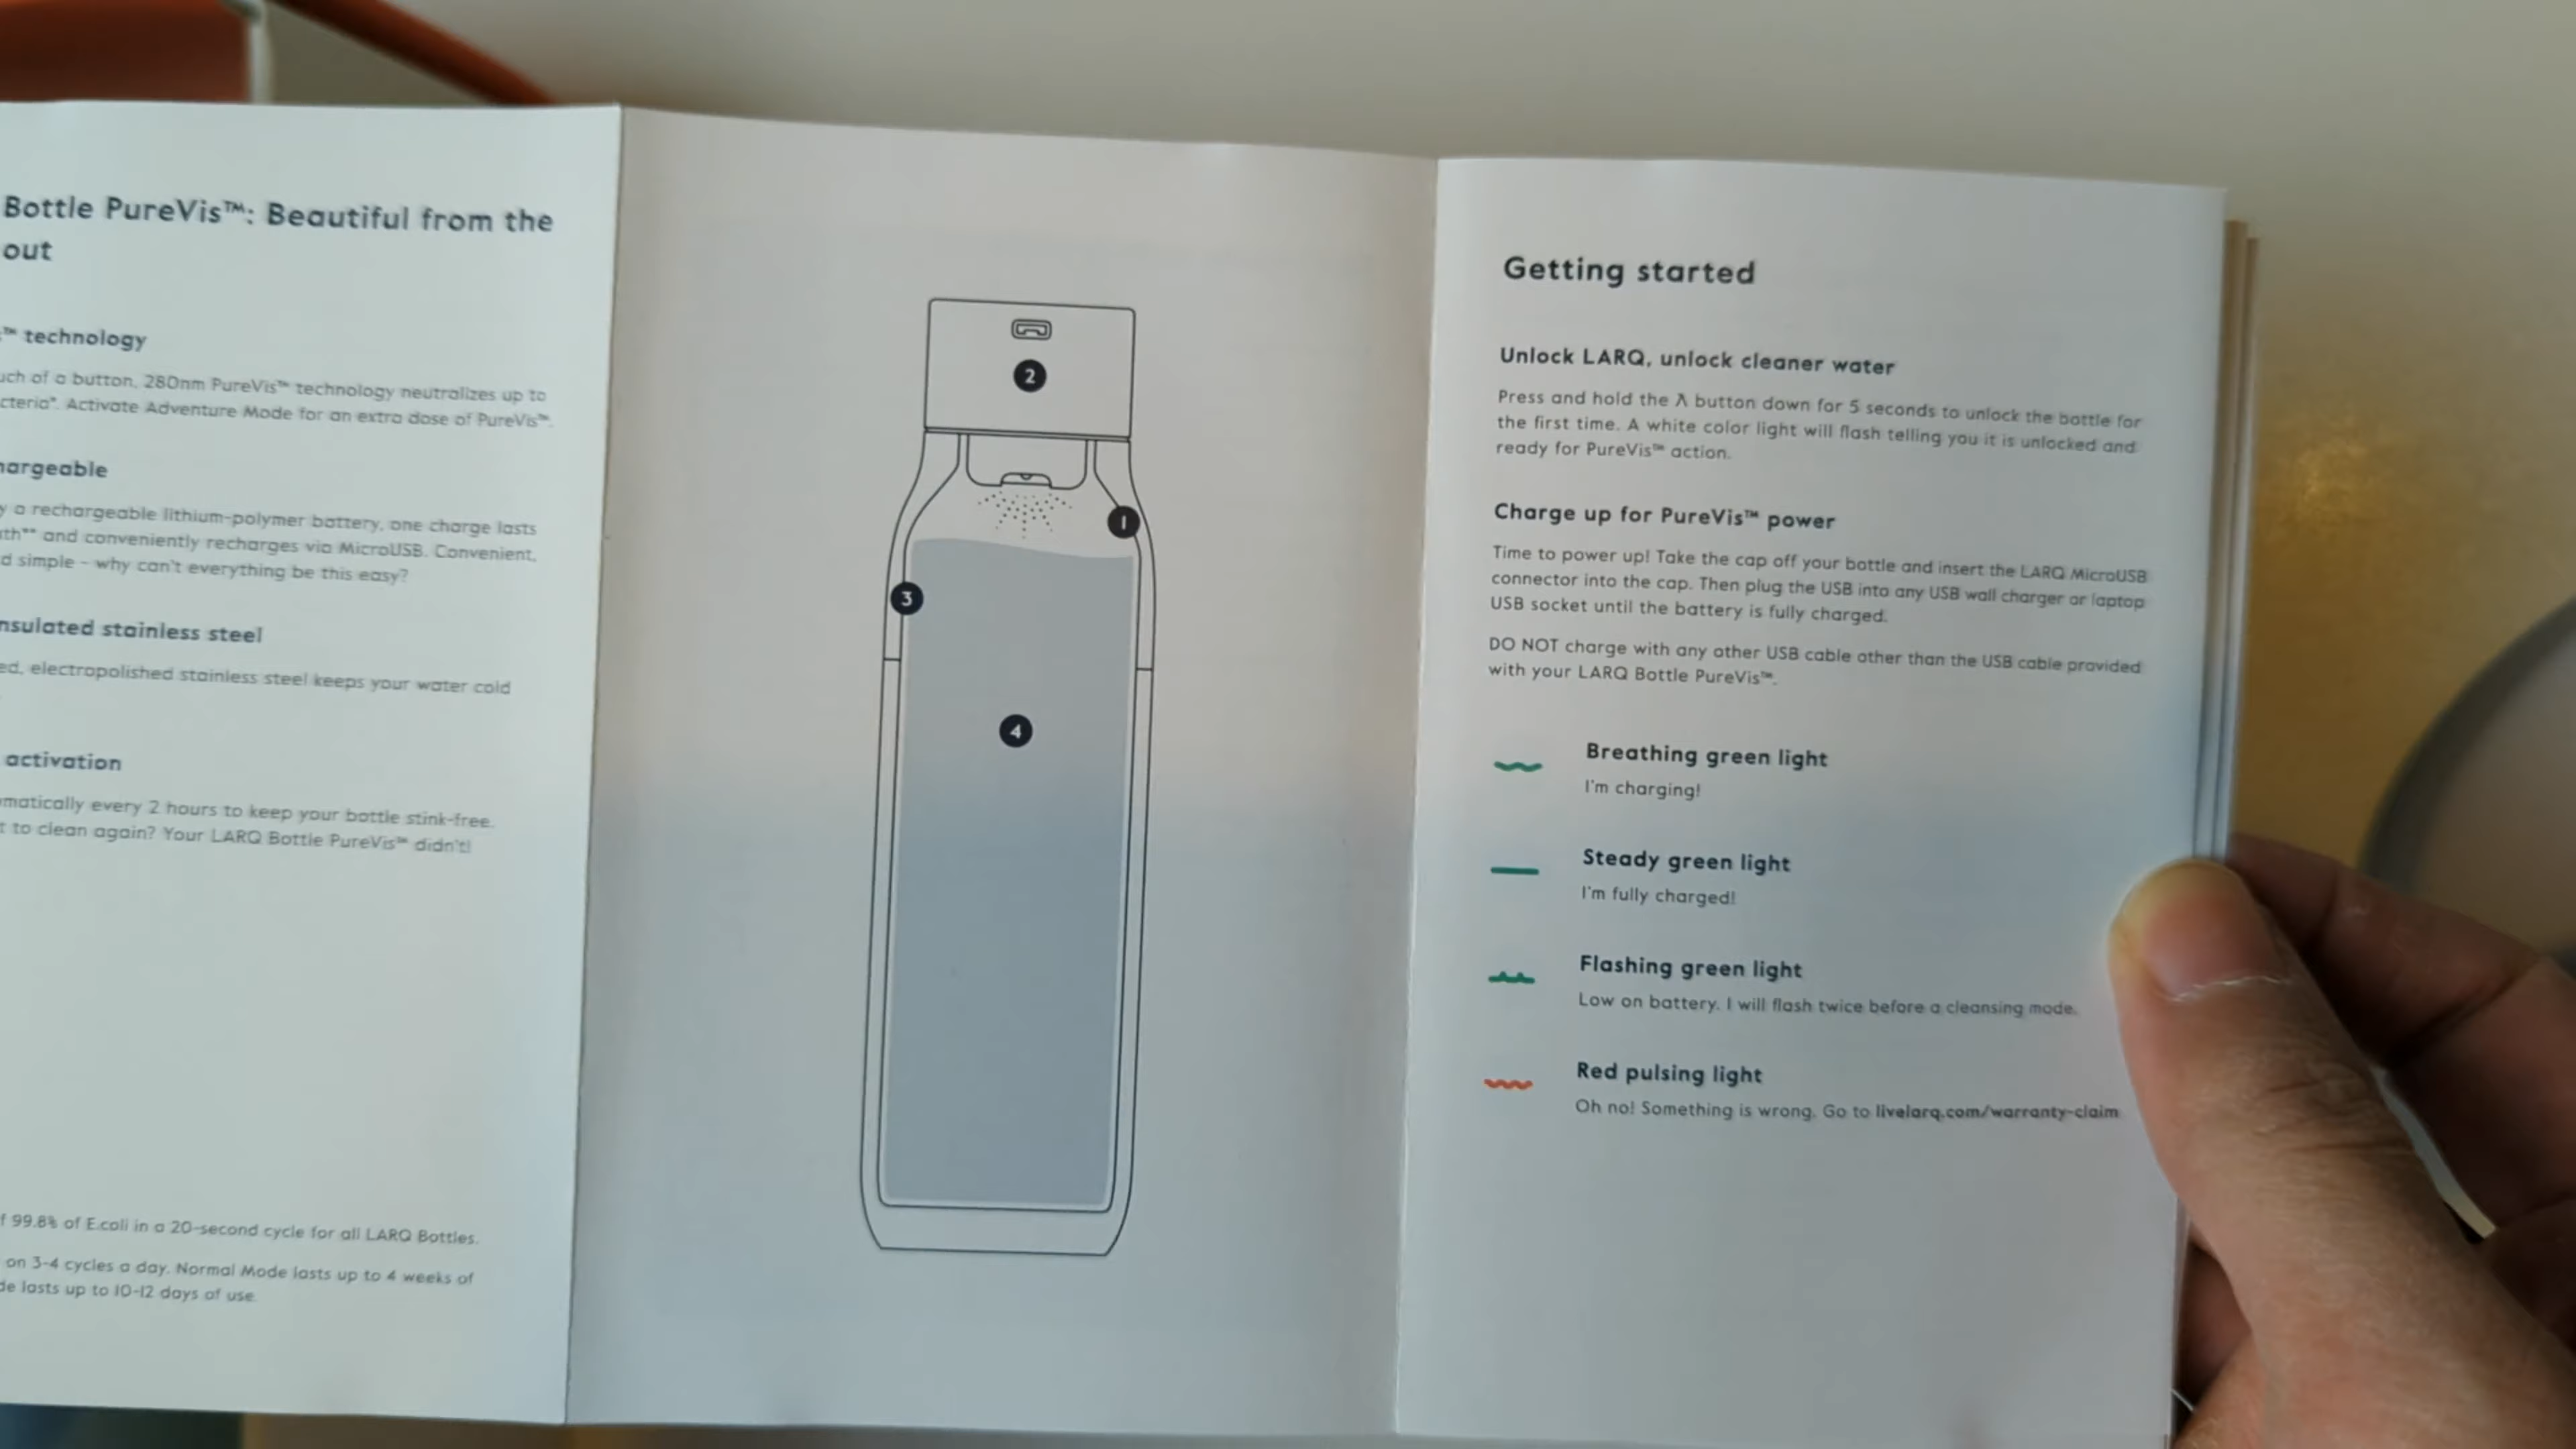 Bottle PureVis™: Beautiful from the
out
™ technology
of a button, 280nm PureVis™ technology neutralizes up to
Activate Adventure Mode for an extra dose of PureVis™.
a rechargeable lithium-polymer battery, one charge lasts
and conveniently recharges via MicroUSB. Convenient,
simple – why can't everything be this easy?
stainless steel
electropolished stainless steel keeps your water cold
activation
every 2 hours to keep your bottle stink-free.
to clean again? Your LARQ Bottle PureVis™ didn't!
99.8% of E.coli in a 20-second cycle for all LARQ Bottles.
on 3-4 cycles a day. Normal Mode lasts up to 4 weeks of
lasts up to 10-12 days of use.
2
1
3
4
Getting started
Unlock LARQ, unlock cleaner water
Press and hold the Λ button down for 5 seconds to unlock the bottle for
the first time. A white color light will flash telling you it is unlocked and
ready for PureVis™ action.
Charge up for PureVis™ power
Time to power up! Take the cap off your bottle and insert the LARQ MicroUSB
connector into the cap. Then plug the USB into any USB wall charger or laptop
USB socket until the battery is fully charged.
DO NOT charge with any other USB cable other than the USB cable provided
with your LARQ Bottle PureVis™.
Breathing green light
I'm charging!
Steady green light
I'm fully charged!
Flashing green light
Low on battery. I will flash twice before a cleansing mode.
Red pulsing light
Oh no! Something is wrong. Go to livelarq.com/warranty-claim